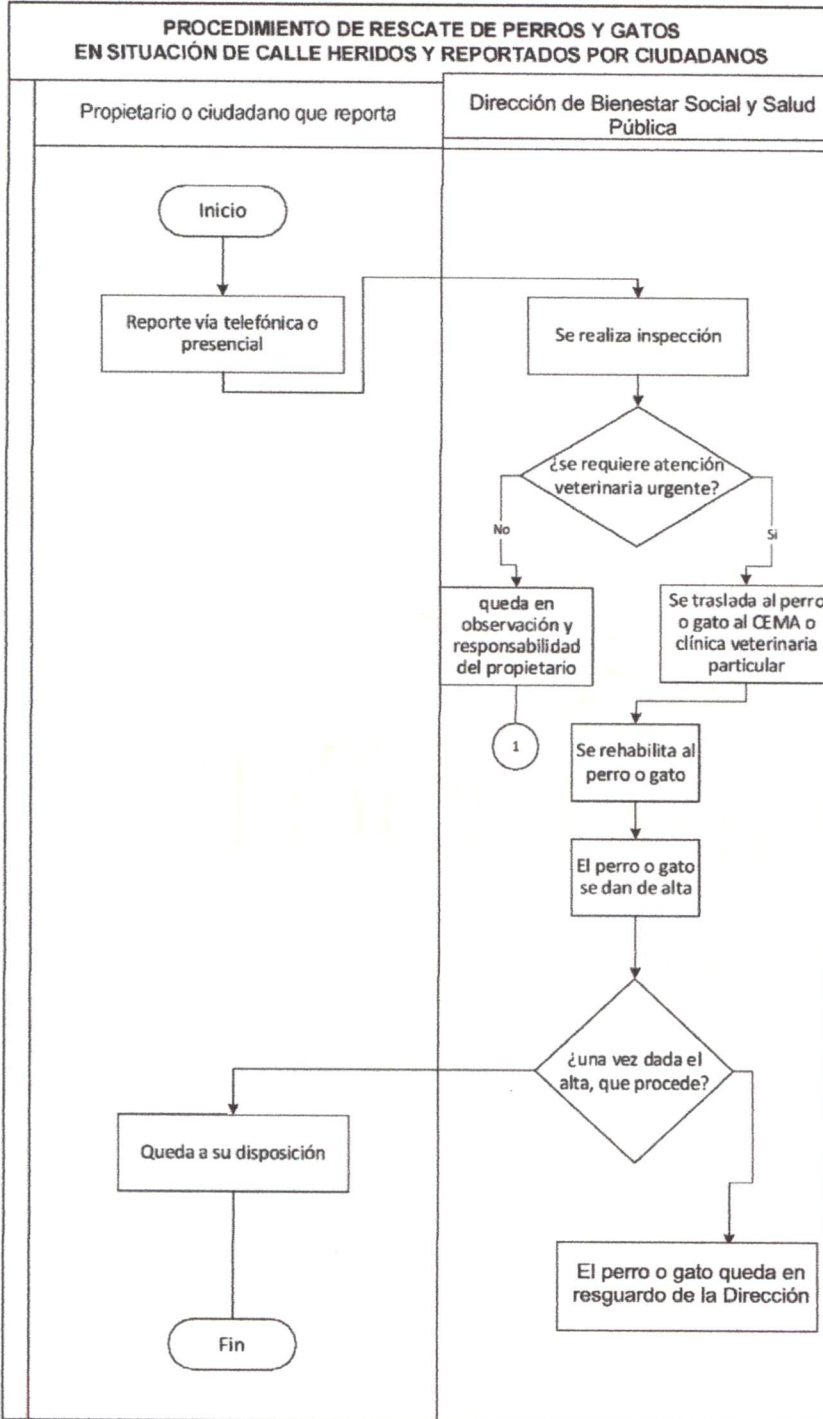 PROCEDIMIENTO DE RESCATE DE PERROS Y GATOS
EN SITUACIÓN DE CALLE HERIDOS Y REPORTADOS POR CIUDADANOS
Propietario o ciudadano que reporta
Dirección de Bienestar Social y Salud
Pública
Inicio
Reporte vía telefónica o
presencial
Se realiza inspección
¿se requiere atención
veterinaria urgente?
No
Si
queda en
observación y
responsabilidad
del propietario
Se traslada al perro
o gato al CEMA o
clínica veterinaria
particular
1
Se rehabilita al
perro o gato
El perro o gato
se dan de alta
¿una vez dada el
alta, que procede?
Queda a su disposición
El perro o gato queda en
resguardo de la Dirección
Fin